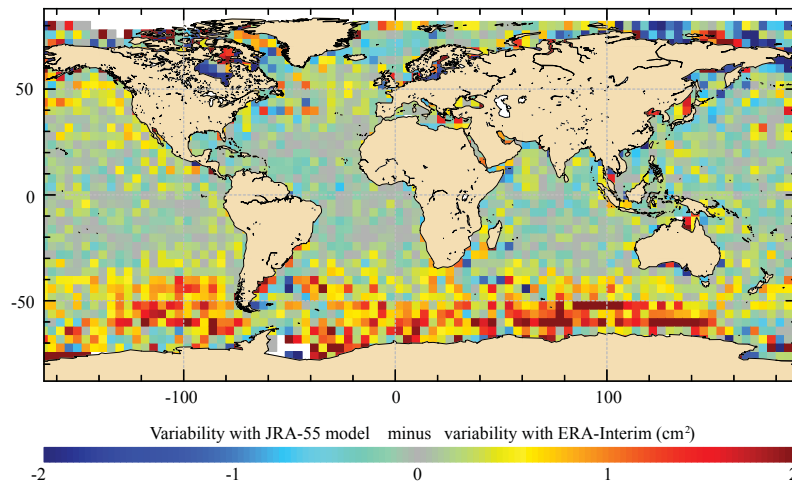 50
0
-50
-100 0 100
Variability with JRA-55 model minus variability with ERA-Interim (cm²)
-2 -1 0 1 2